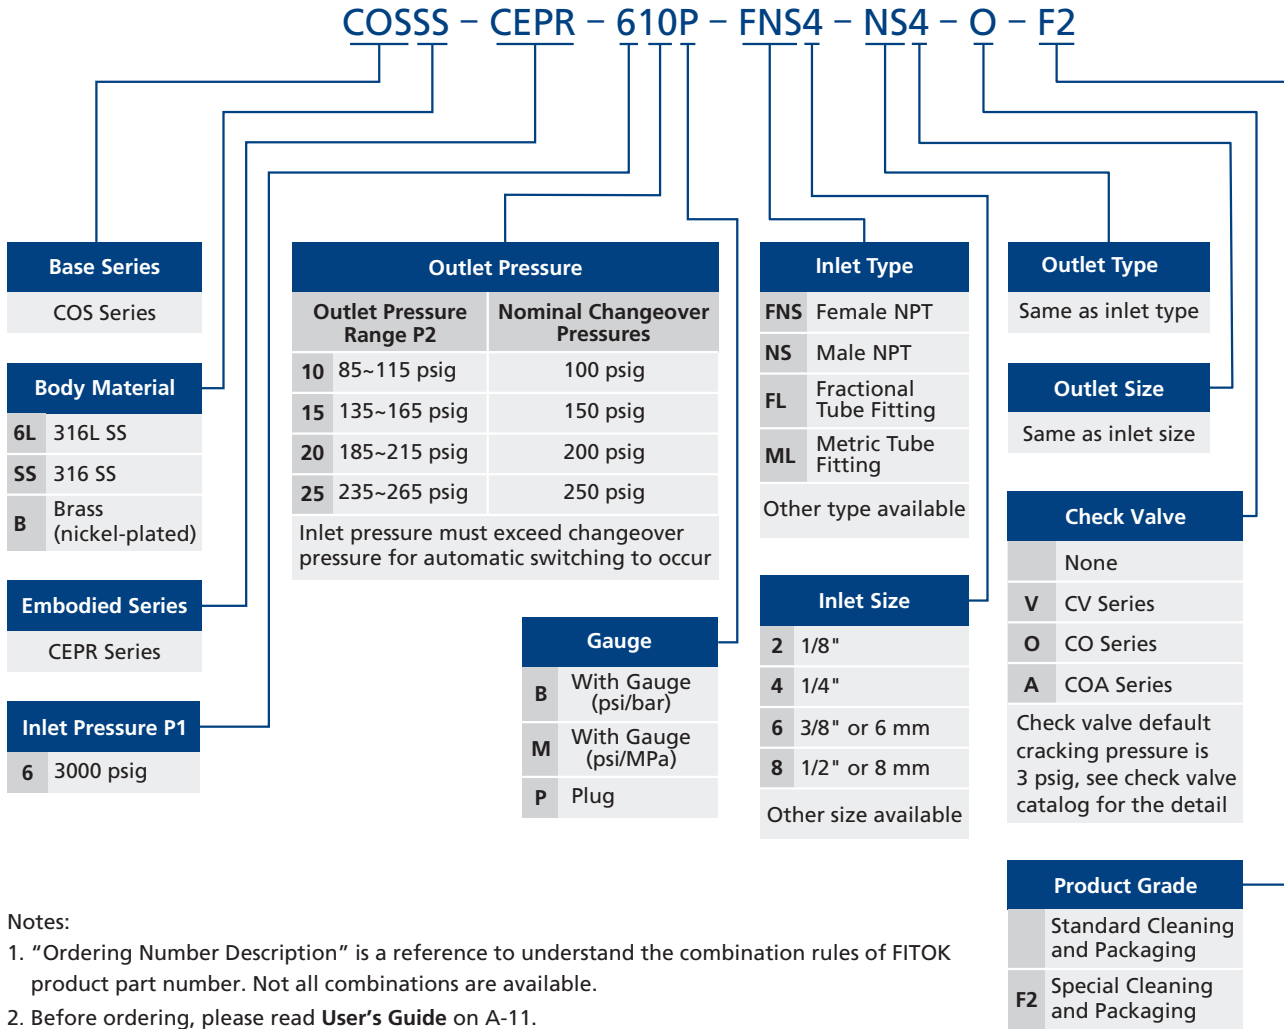 COSSS – CEPR – 610P – FNS4 – NS4 – O – F2
Base Series
COS Series
Body Material
6L 316L SS
SS 316 SS
B Brass
(nickel-plated)
Embodied Series
CEPR Series
Inlet Pressure P1
6 3000 psig
Outlet Pressure
Outlet Pressure
Range P2
Nominal Changeover
Pressures
10 85~115 psig 100 psig
15 135~165 psig 150 psig
20 185~215 psig 200 psig
25 235~265 psig 250 psig
Inlet pressure must exceed changeover
pressure for automatic switching to occur
Gauge
B With Gauge
(psi/bar)
M With Gauge
(psi/MPa)
P Plug
Inlet Type
FNS Female NPT
NS Male NPT
FL Fractional
Tube Fitting
ML Metric Tube
Fitting
Other type available
Inlet Size
2 1/8"
4 1/4"
6 3/8" or 6 mm
8 1/2" or 8 mm
Other size available
Outlet Type
Same as inlet type
Outlet Size
Same as inlet size
Check Valve
None
V CV Series
O CO Series
A COA Series
Check valve default
cracking pressure is
3 psig, see check valve
catalog for the detail
Product Grade
Standard Cleaning
and Packaging
F2 Special Cleaning
and Packaging
Notes:
1. “Ordering Number Description” is a reference to understand the combination rules of FITOK
product part number. Not all combinations are available.
2. Before ordering, please read User’s Guide on A-11.